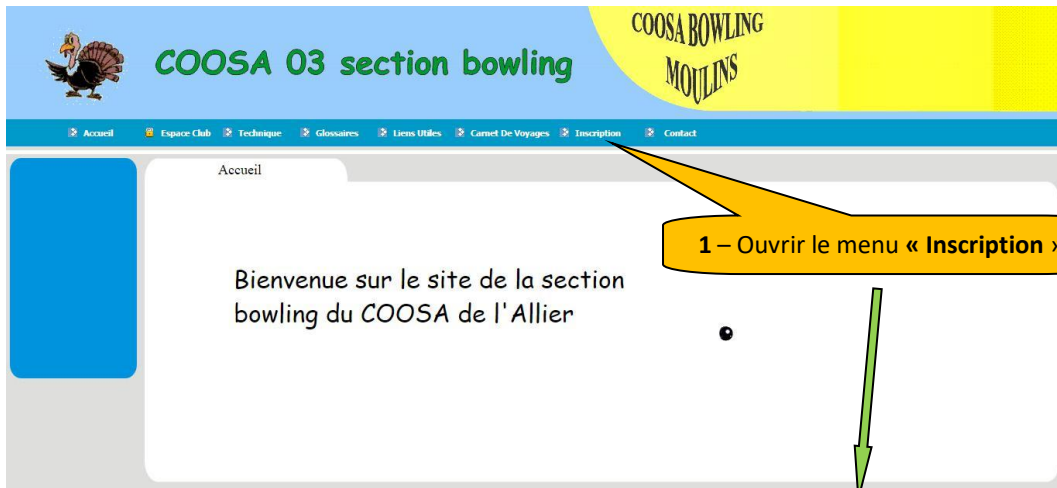 COOSA 03 section bowling
COOSA BOWLING
MOULINS
Accueil Espace Club Technique Glossaires Liens Utiles Carnet De Voyages Inscription Contact
Accueil
1 – Ouvrir le menu « Inscription »
Bienvenue sur le site de la section
bowling du COOSA de l'Allier